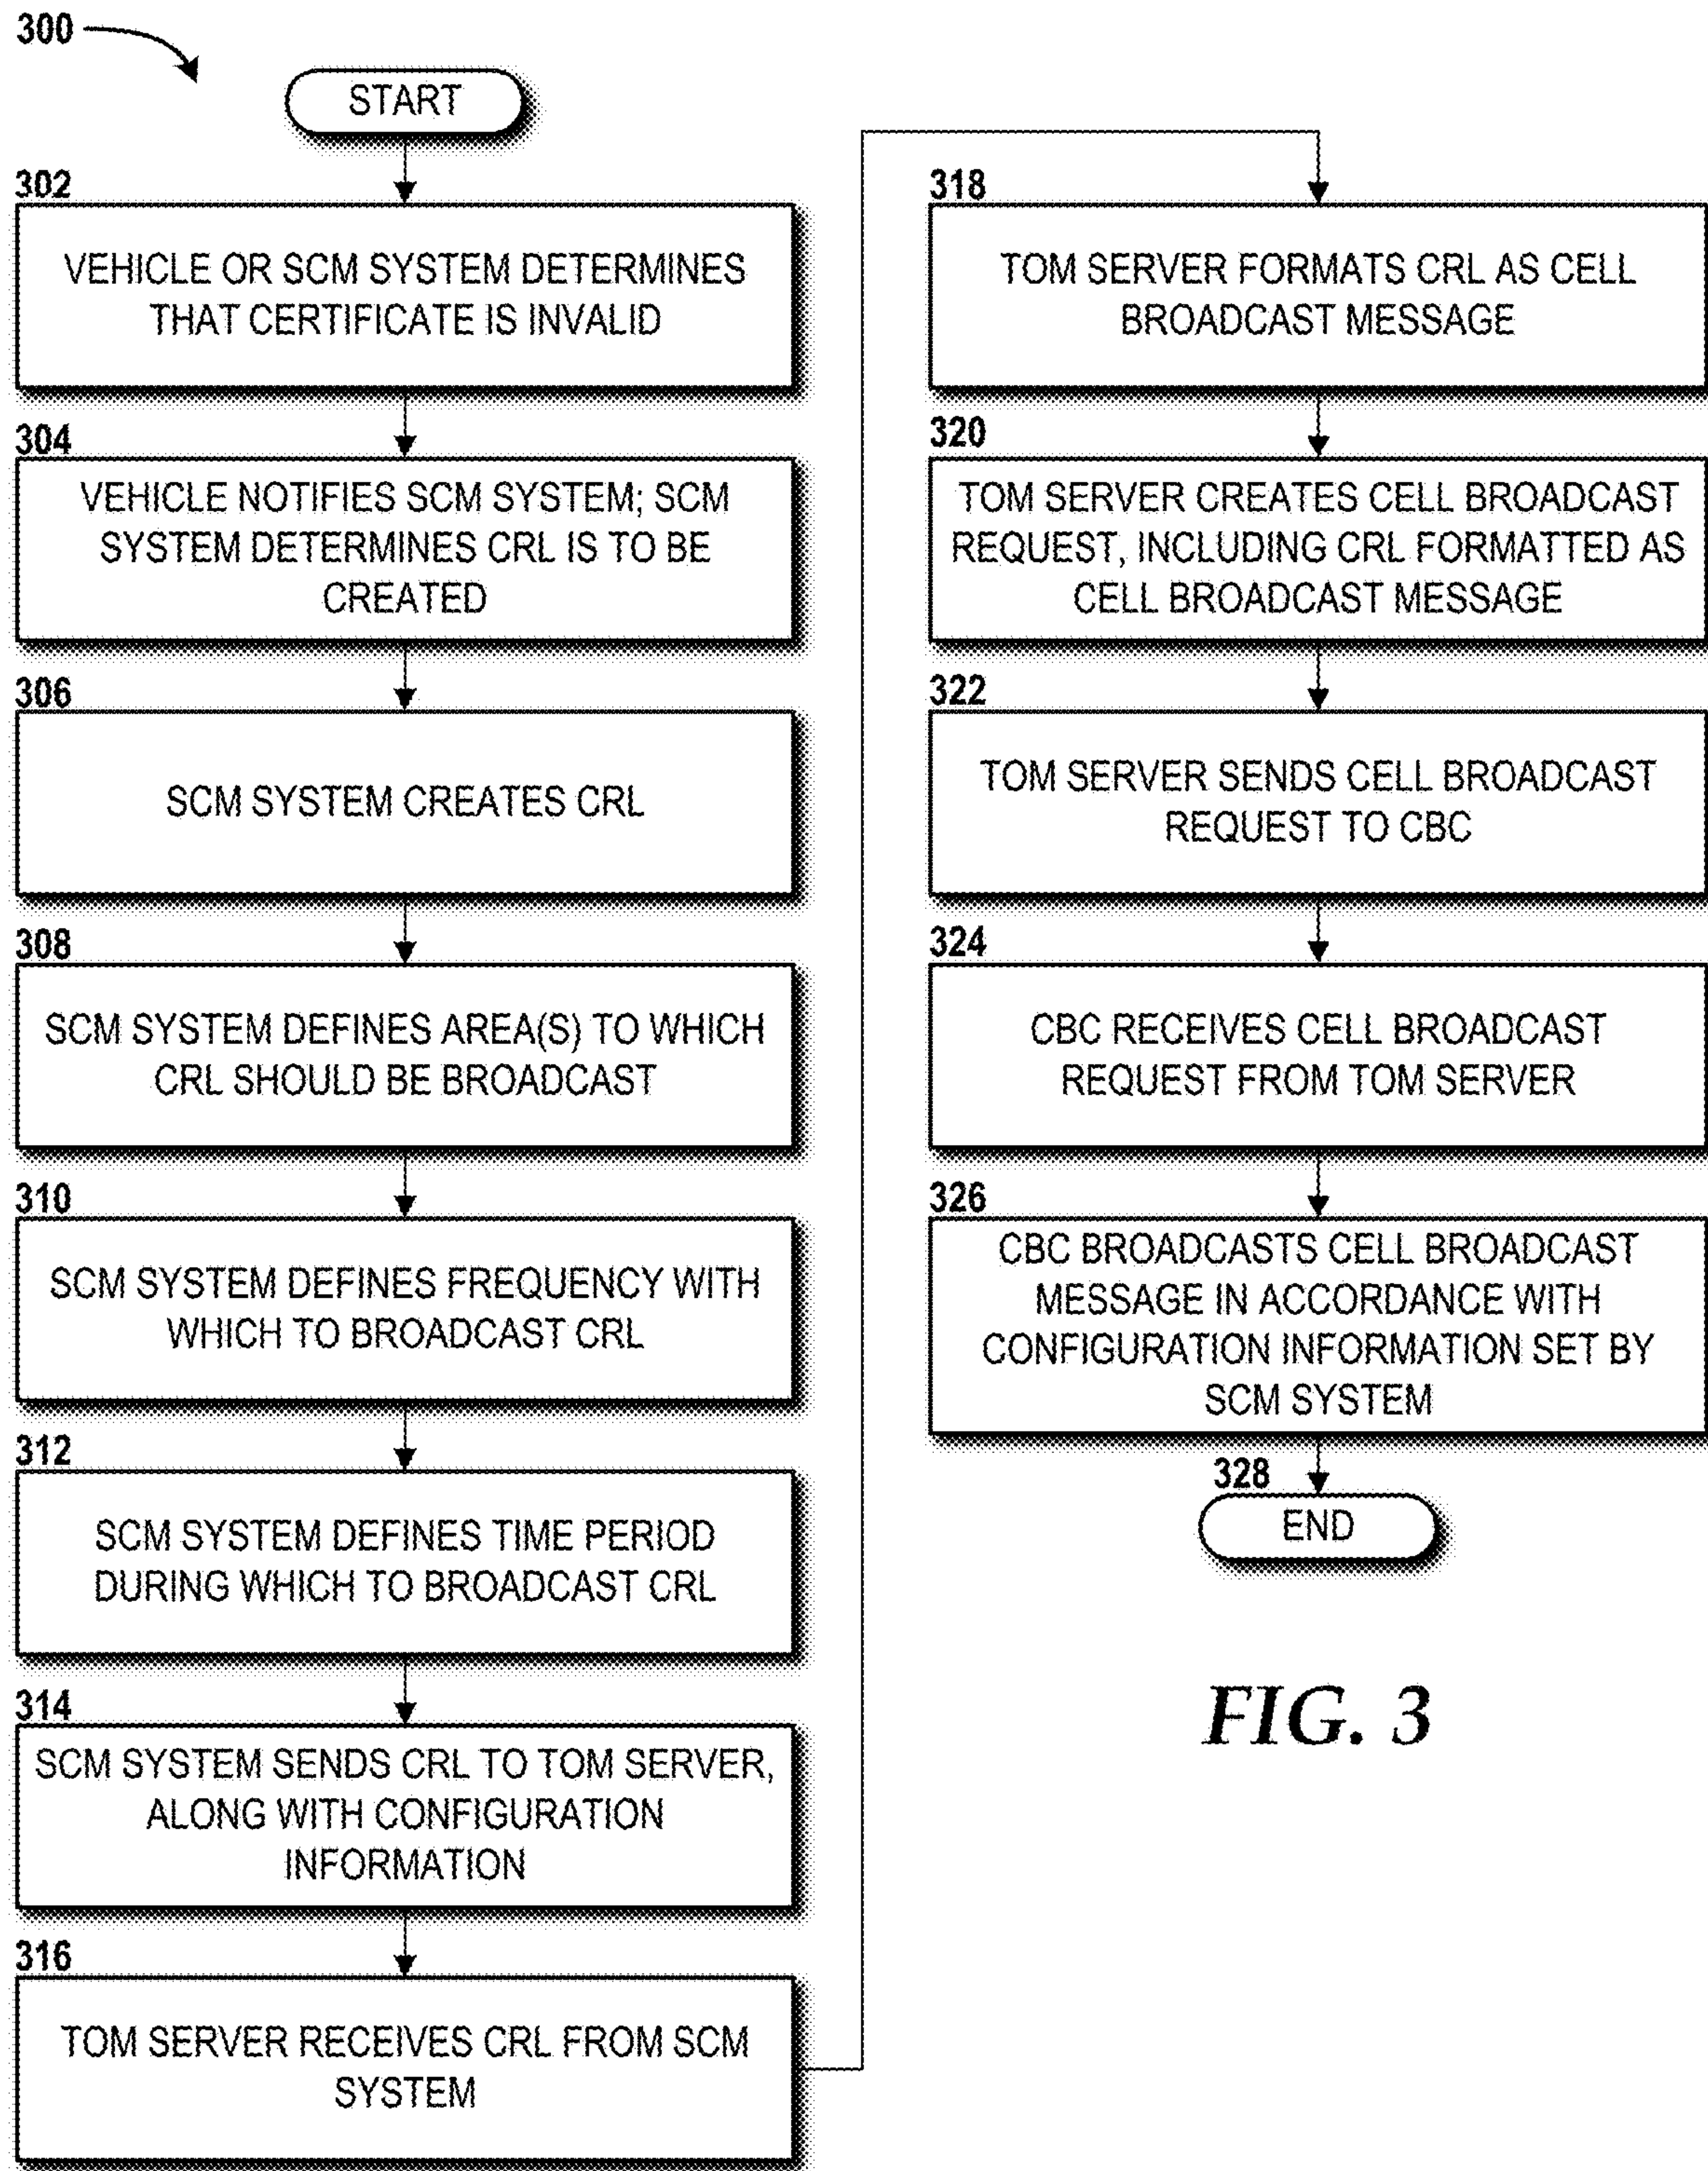 300
START
302
VEHICLE OR SCM SYSTEM DETERMINES
THAT CERTIFICATE IS INVALID
304
VEHICLE NOTIFIES SCM SYSTEM; SCM
SYSTEM DETERMINES CRL IS TO BE
CREATED
306
SCM SYSTEM CREATES CRL
308
SCM SYSTEM DEFINES AREA(S) TO WHICH
CRL SHOULD BE BROADCAST
310
SCM SYSTEM DEFINES FREQUENCY WITH
WHICH TO BROADCAST CRL
312
SCM SYSTEM DEFINES TIME PERIOD
DURING WHICH TO BROADCAST CRL
314
SCM SYSTEM SENDS CRL TO TOM SERVER,
ALONG WITH CONFIGURATION
INFORMATION
316
TOM SERVER RECEIVES CRL FROM SCM
SYSTEM
318
TOM SERVER FORMATS CRL AS CELL
BROADCAST MESSAGE
320
TOM SERVER CREATES CELL BROADCAST
REQUEST, INCLUDING CRL FORMATTED AS
CELL BROADCAST MESSAGE
322
TOM SERVER SENDS CELL BROADCAST
REQUEST TO CBC
324
CBC RECEIVES CELL BROADCAST
REQUEST FROM TOM SERVER
326
CBC BROADCASTS CELL BROADCAST
MESSAGE IN ACCORDANCE WITH
CONFIGURATION INFORMATION SET BY
SCM SYSTEM
328
END
FIG. 3